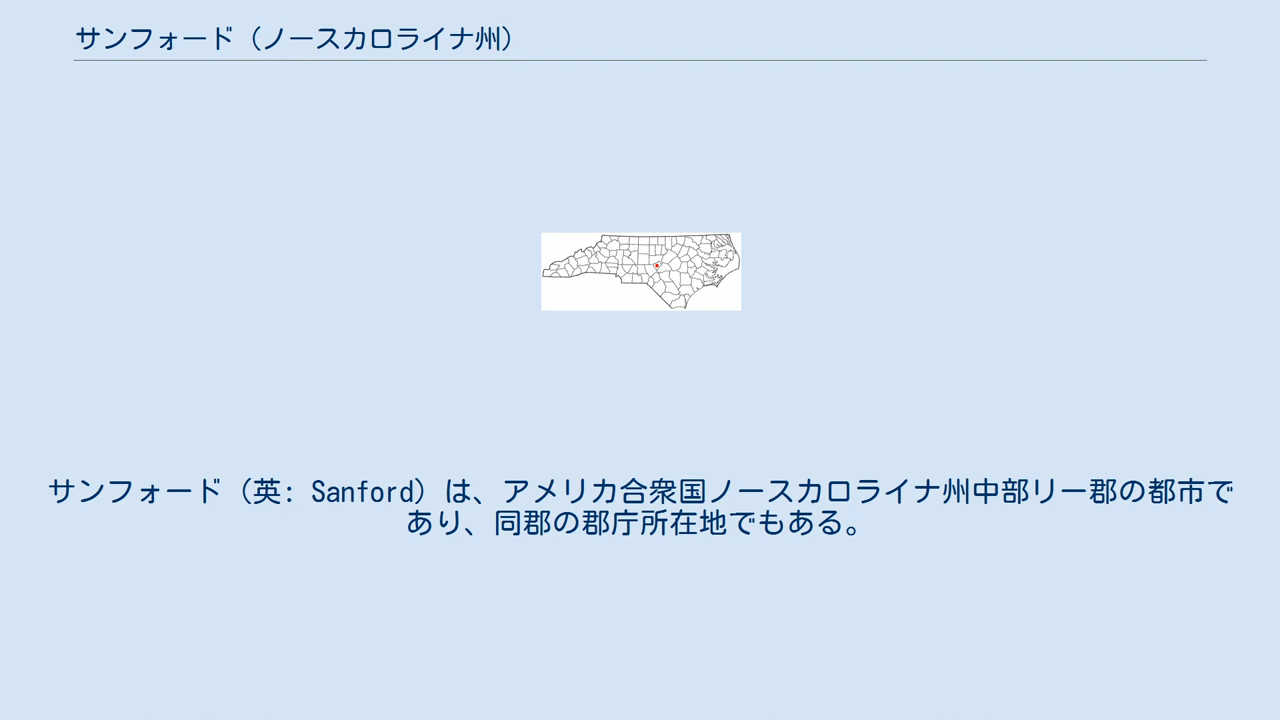 サンフォード（ノースカロライナ州）
サンフォード（英: Sanford）は、アメリカ合衆国ノースカロライナ州中部リー郡の都市で
あり、同郡の郡庁所在地でもある。